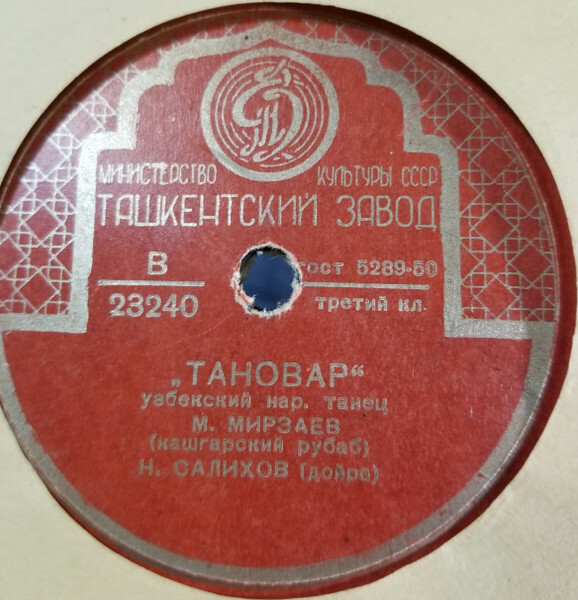 МИНИСТЕРСТВО КУЛЬТУРЫ СССР
ТАШКЕНТСКИЙ ЗАВОД
В
23240
ГОСТ 5289-50
третий кл.
„ТАНОВАР“
узбекский нар. танец
М. МИРЗАЕВ
(кашгарский рубаб)
Н. САЛИХОВ (дойра)